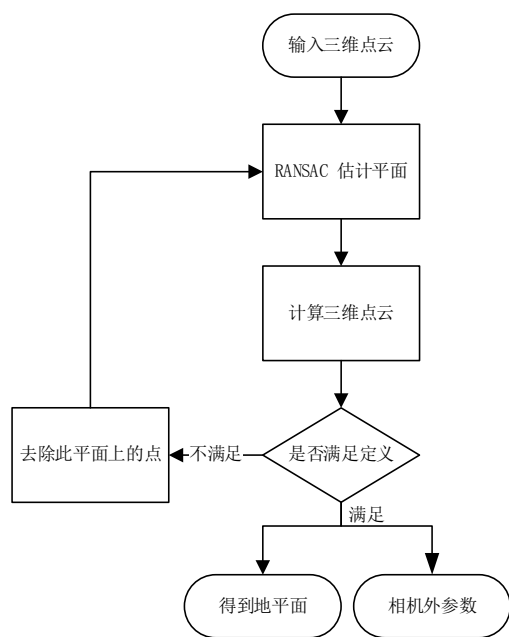 输入三维点云
RANSAC 估计平面
计算三维点云
是否满足定义
不满足
去除此平面上的点
满足
得到地平面
相机外参数